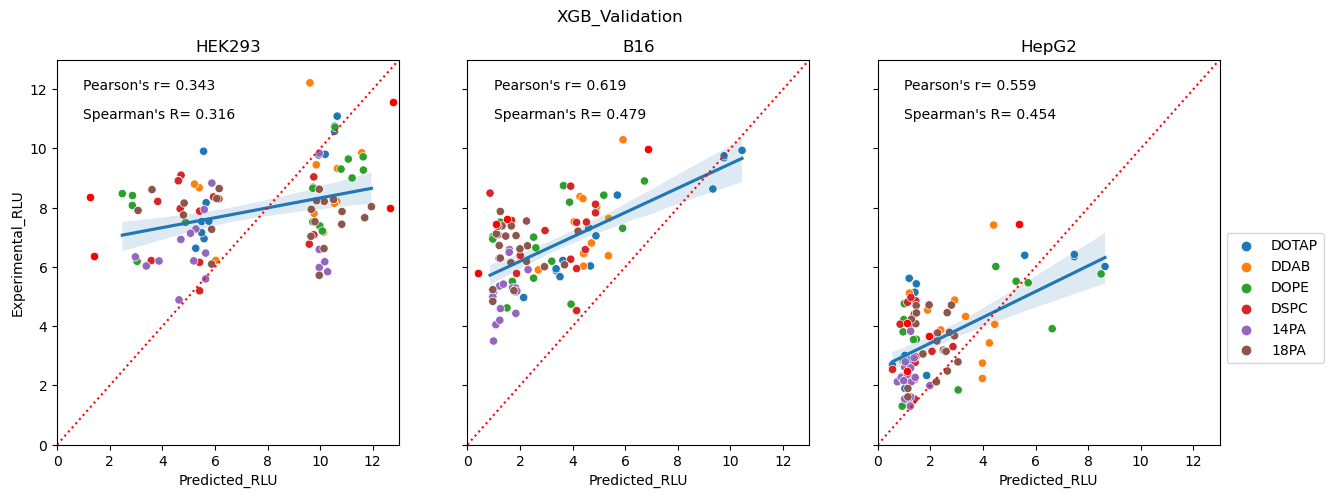 XGB_Validation
HEK293
B16
HepG2
Pearson's r= 0.343
Spearman's R= 0.316
Pearson's r= 0.619
Spearman's R= 0.479
Pearson's r= 0.559
Spearman's R= 0.454
Experimental_RLU
12
10
8
6
4
2
0
0 2 4 6 8 10 12
0 2 4 6 8 10 12
0 2 4 6 8 10 12
Predicted_RLU
Predicted_RLU
Predicted_RLU
DOTAP
DDAB
DOPE
DSPC
14PA
18PA